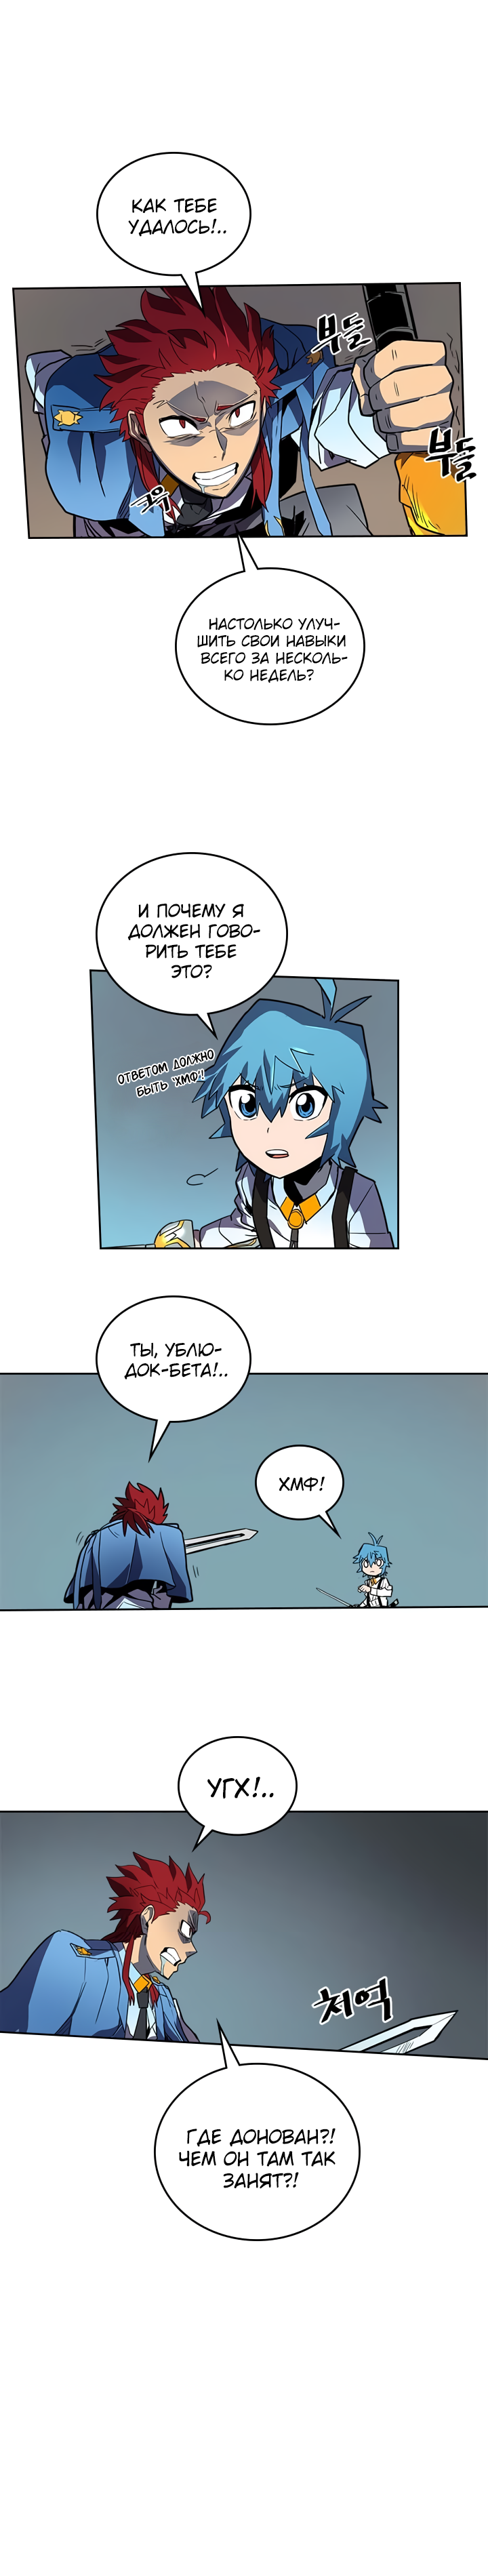 КАК ТЕБЕ
УДАЛОСЬ!..
부들
부들
윽
НАСТОЛЬКО УЛУЧ-
ШИТЬ СВОИ НАВЫКИ
ВСЕГО ЗА НЕСКОЛЬ-
КО НЕДЕЛЬ?
И ПОЧЕМУ Я
ДОЛЖЕН ГОВО-
РИТЬ ТЕБЕ
ЭТО?
ОТВЕТОМ ДОЛЖНО
БЫТЬ 'ХМФ'!
ТЫ, УБЛЮ-
ДОК-БЕТА!..
ХМФ!
УГХ!..
처억
ГДЕ ДОНОВАН?!
ЧЕМ ОН ТАМ ТАК
ЗАНЯТ?!